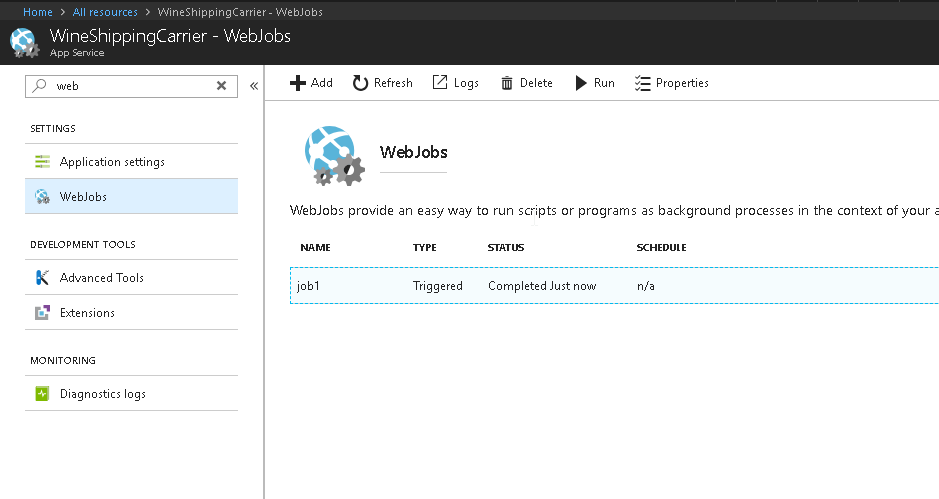 Home > All resources > WineShippingCarrier - WebJobs
WineShippingCarrier - WebJobs
App Service
web
SETTINGS
Application settings
WebJobs
DEVELOPMENT TOOLS
Advanced Tools
Extensions
MONITORING
Diagnostics logs
Add Refresh Logs Delete Run Properties
WebJobs
WebJobs provide an easy way to run scripts or programs as background processes in the context of your a
NAME TYPE STATUS SCHEDULE
job1 Triggered Completed Just now n/a